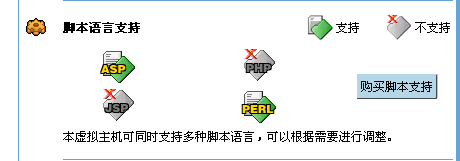 脚本语言支持 支持 不支持
ASP PHP
购买脚本支持
JSP PERL
本虚拟主机可同时支持多种脚本语言，可以根据需要进行调整。